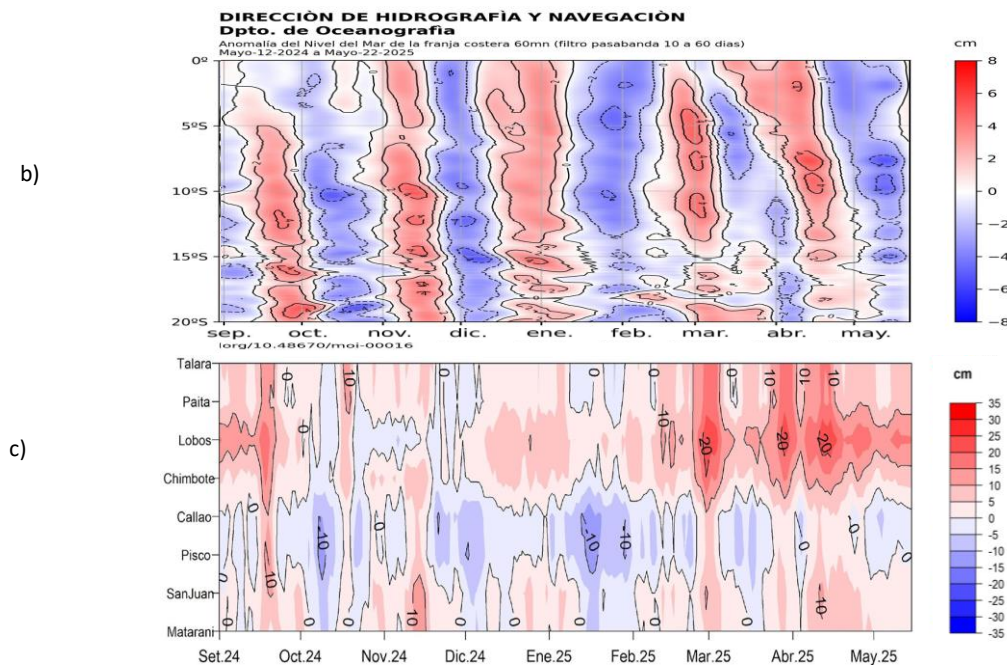 DIRECCIÒN DE HIDROGRAFÌA Y NAVEGACIÒN
Dpto. de Oceanografìa
Anomalía del Nivel del Mar de la franja costera 60mn (filtro pasabanda 10 a 60 dias)
Mayo-12-2024 a Mayo-22-2025
cm
b)
0º
5ºS
10ºS
15ºS
20ºS
8
6
4
2
0
−2
−4
−6
−8
sep. oct. nov. dic. ene. feb. mar. abr. may.
iorg/10.48670/moi-00016
c)
Talara
Paita
Lobos
Chimbote
Callao
Pisco
SanJuan
Matarani
cm
35
30
25
20
15
10
5
0
-5
-10
-15
-20
-25
-30
-35
Set.24 Oct.24 Nov.24 Dic.24 Ene.25 Feb.25 Mar.25 Abr.25 May.25